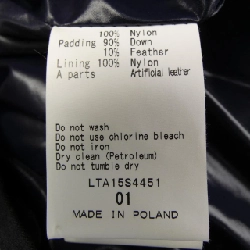 100% Nylon
Padding 90% Down
10% Feather
Lining 100% Nylon
A parts Artificial leather
Do not wash
Do not use chlorine bleach
Do not iron
Dry clean (Petroleum)
Do not tumble dry
LTA15S4451
01
MADE IN POLAND